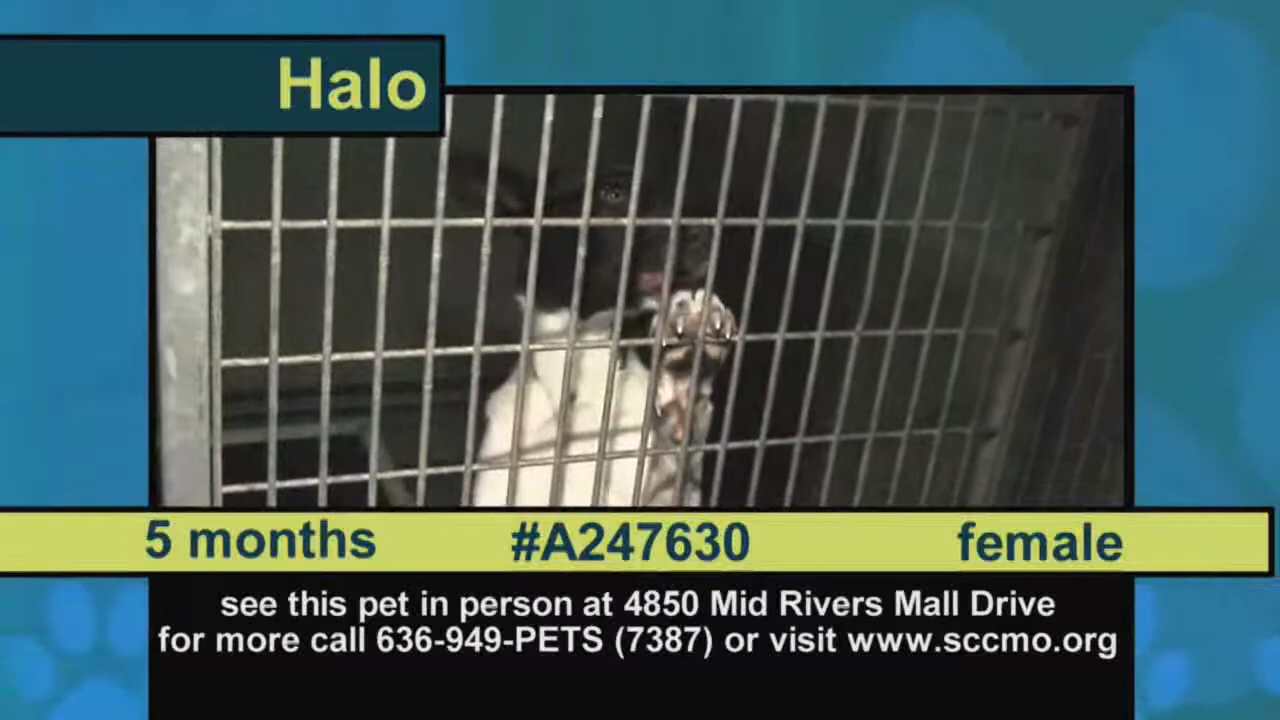 Halo
5 months #A247630 female
see this pet in person at 4850 Mid Rivers Mall Drive
for more call 636-949-PETS (7387) or visit www.sccmo.org